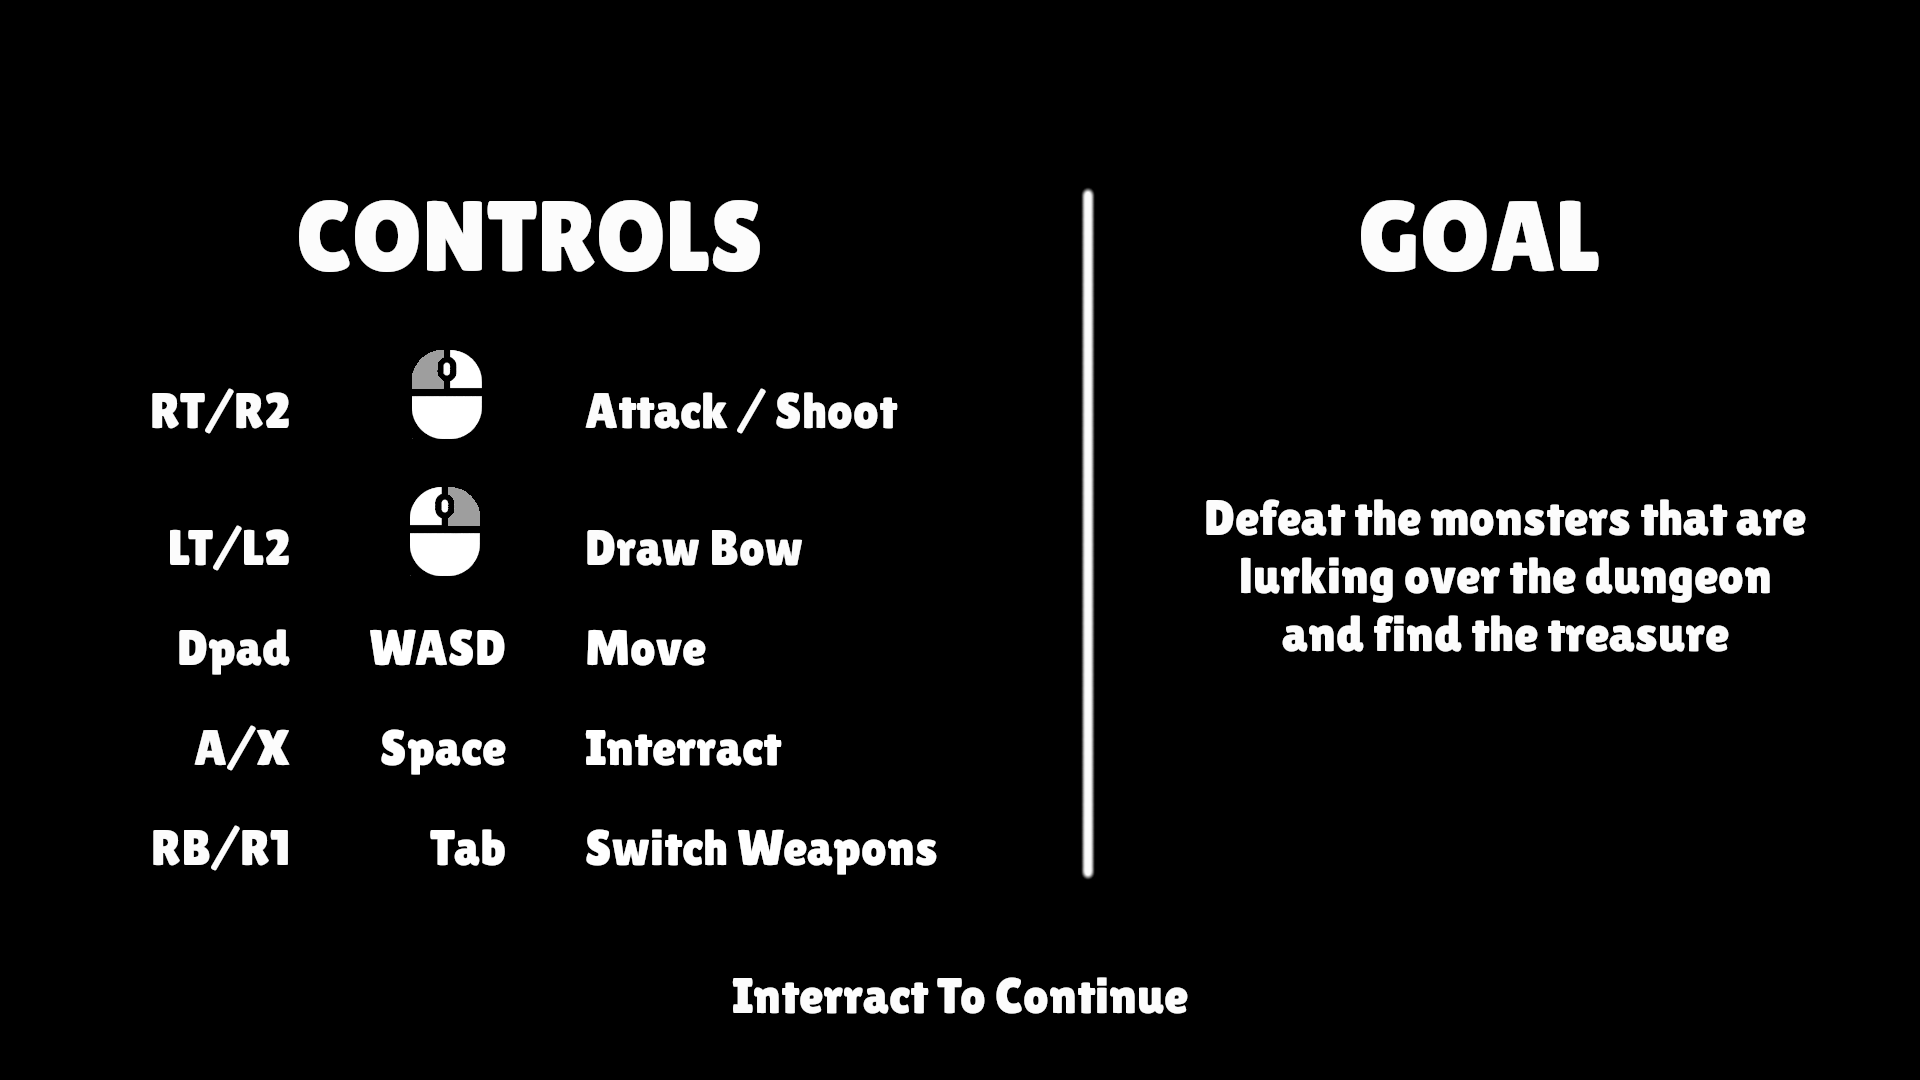 CONTROLS
RT/R2 Attack / Shoot
LT/L2 Draw Bow
Dpad WASD Move
A/X Space Interract
RB/R1 Tab Switch Weapons
GOAL
Defeat the monsters that are
lurking over the dungeon
and find the treasure
Interract To Continue